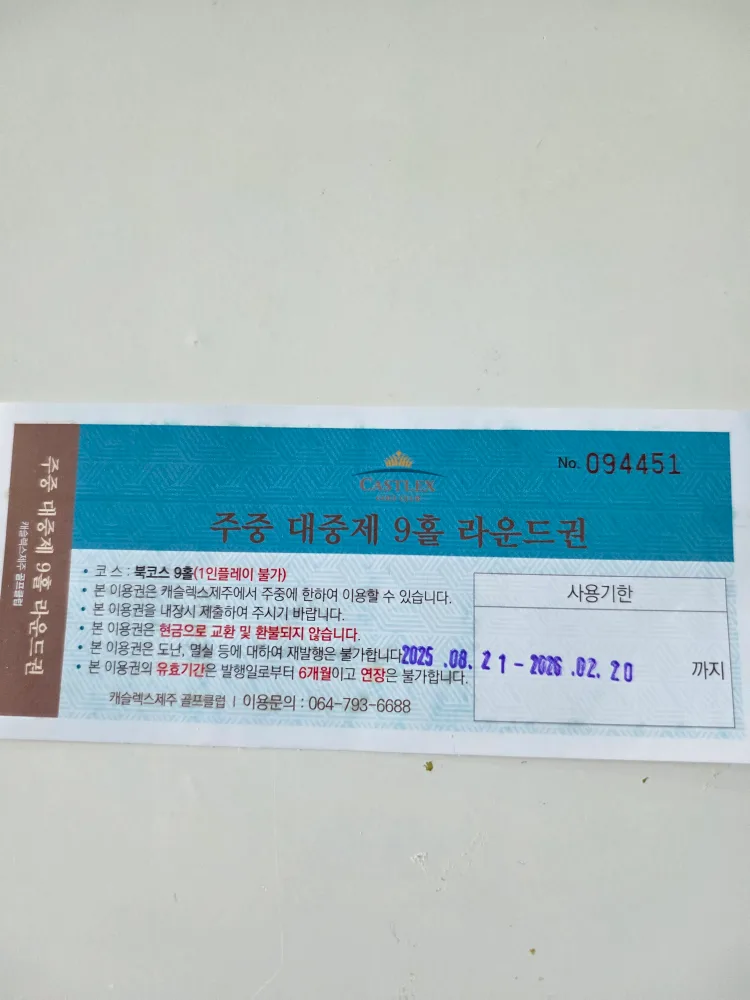 No. 094451
CASTLEX
주중 대중제 9홀 라운드권
• 코 스 : 북코스 9홀(1인플레이 불가)
• 본 이용권은 캐슬렉스제주에서 주중에 한하여 이용할 수 있습니다.
• 본 이용권을 내장시 제출하여 주시기 바랍니다.
• 본 이용권은 현금으로 교환 및 환불되지 않습니다.
• 본 이용권은 도난, 멸실 등에 대하여 재발행은 불가합니다
• 본 이용권의 유효기간은 발행일로부터 6개월이고 연장은 불가합니다.
캐슬렉스제주 골프클럽 | 이용문의 : 064-793-6688
사용기한
2025 .08. 21 - 2026 .02. 20
까지
주중 대중제 9홀 라운드권
캐슬렉스제주 골프클럽